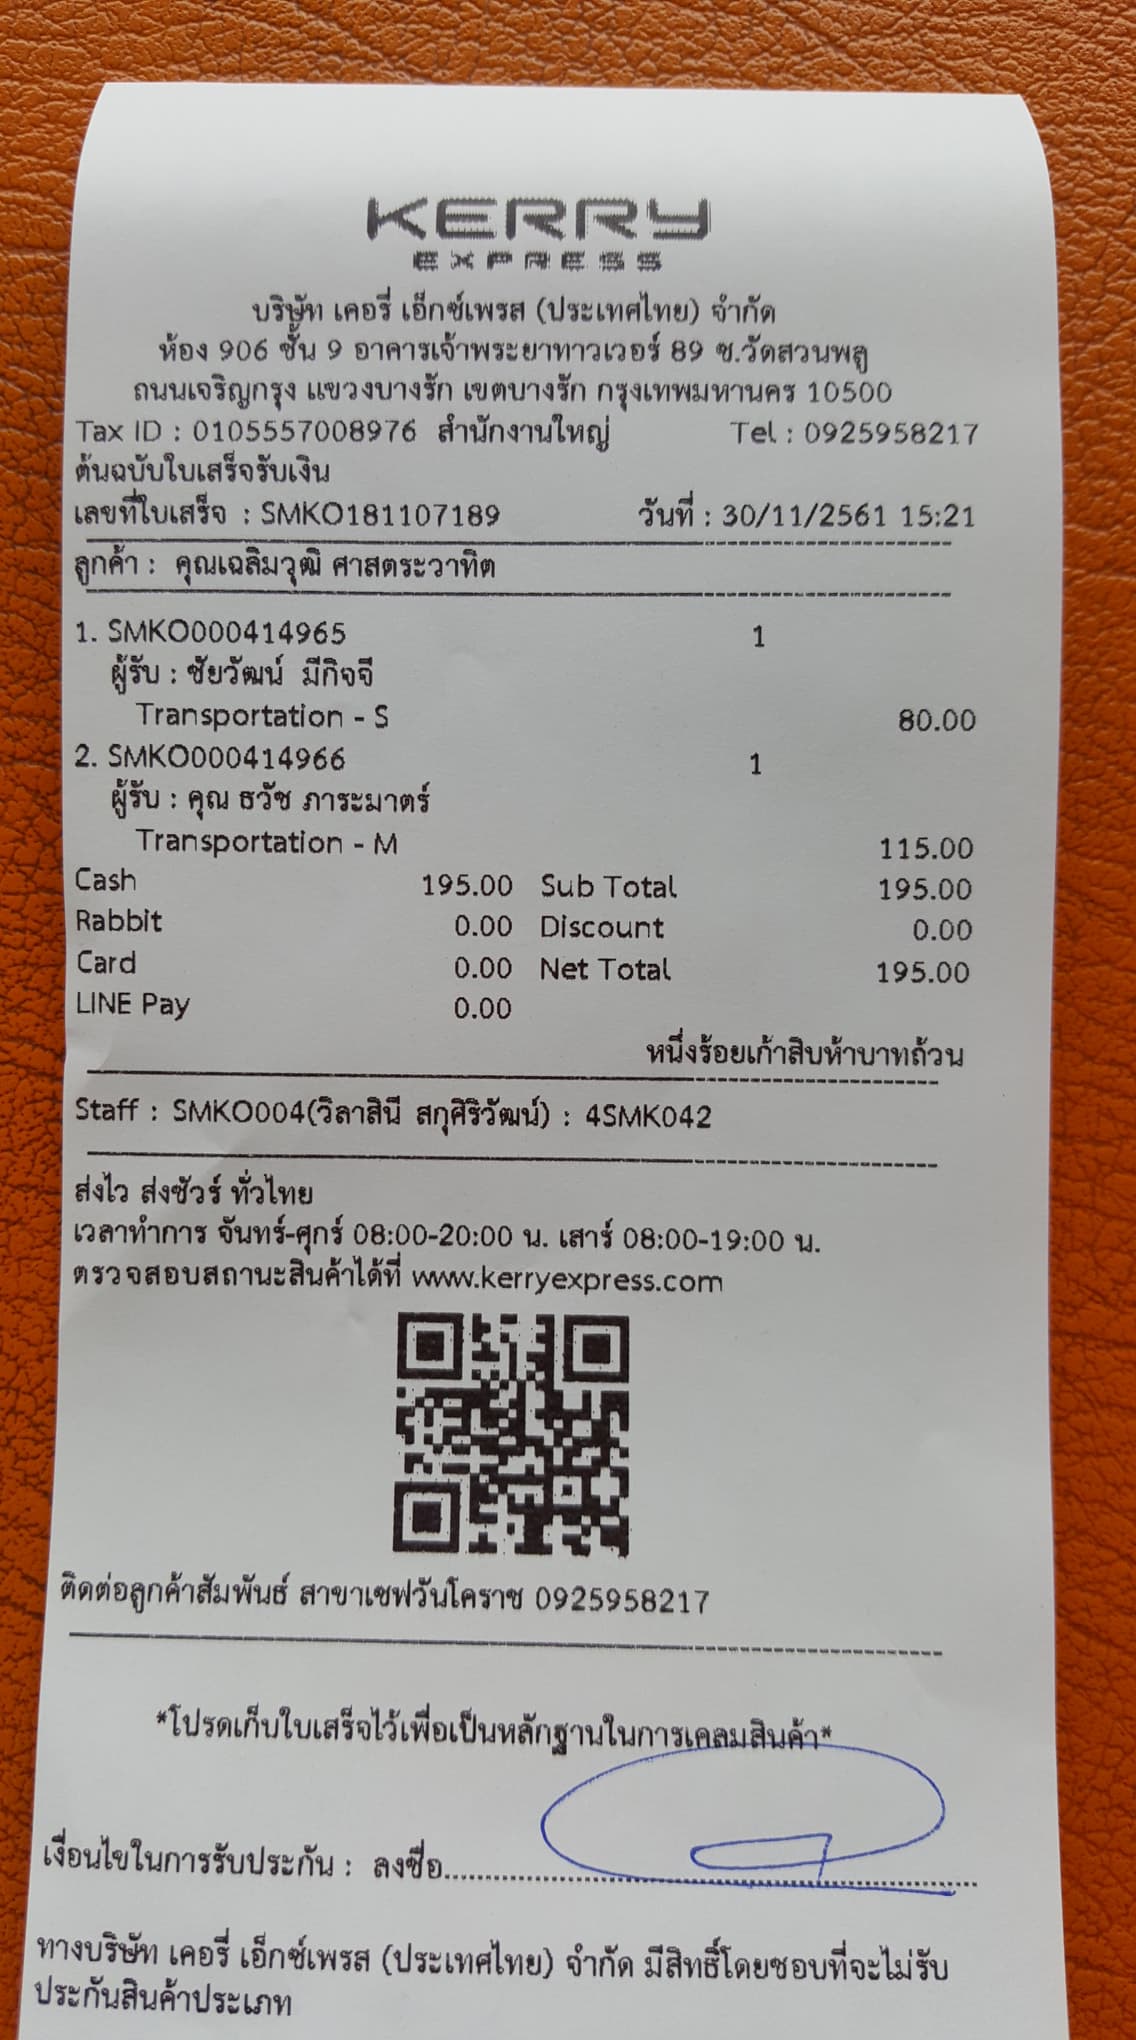 KERRY
EXPRESS
บริษัท เคอรี่ เอ็กซ์เพรส (ประเทศไทย) จำกัด
ห้อง 906 ชั้น 9 อาคารเจ้าพระยาทาวเวอร์ 89 ซ.วัดสวนพลู
ถนนเจริญกรุง แขวงบางรัก เขตบางรัก กรุงเทพมหานคร 10500
Tax ID : 0105557008976 สำนักงานใหญ่ Tel : 0925958217
ต้นฉบับใบเสร็จรับเงิน
เลขที่ใบเสร็จ : SMKO181107189 วันที่ : 30/11/2561 15:21
ลูกค้า : คุณเฉลิมวุฒิ ศาสตระวาทิต
1. SMKO000414965 1
ผู้รับ : ชัยวัฒน์ มีกิจจี
Transportation - S 80.00
2. SMKO000414966 1
ผู้รับ : คุณ ธวัช ภาระมาตร์
Transportation - M 115.00
Cash 195.00 Sub Total 195.00
Rabbit 0.00 Discount 0.00
Card 0.00 Net Total 195.00
LINE Pay 0.00
หนึ่งร้อยเก้าสิบห้าบาทถ้วน
Staff : SMKO004(วิลาสินี สกุศิริวัฒน์) : 4SMK042
ส่งไว ส่งชัวร์ ทั่วไทย
เวลาทำการ จันทร์-ศุกร์ 08:00-20:00 น. เสาร์ 08:00-19:00 น.
ตรวจสอบสถานะสินค้าได้ที่ www.kerryexpress.com
ติดต่อลูกค้าสัมพันธ์ สาขาเซฟวันโคราช 0925958217
*โปรดเก็บใบเสร็จไว้เพื่อเป็นหลักฐานในการเคลมสินค้า*
เงื่อนไขในการรับประกัน : ลงชื่อ..........................................................
ทางบริษัท เคอรี่ เอ็กซ์เพรส (ประเทศไทย) จำกัด มีสิทธิ์โดยชอบที่จะไม่รับ
ประกันสินค้าประเภท